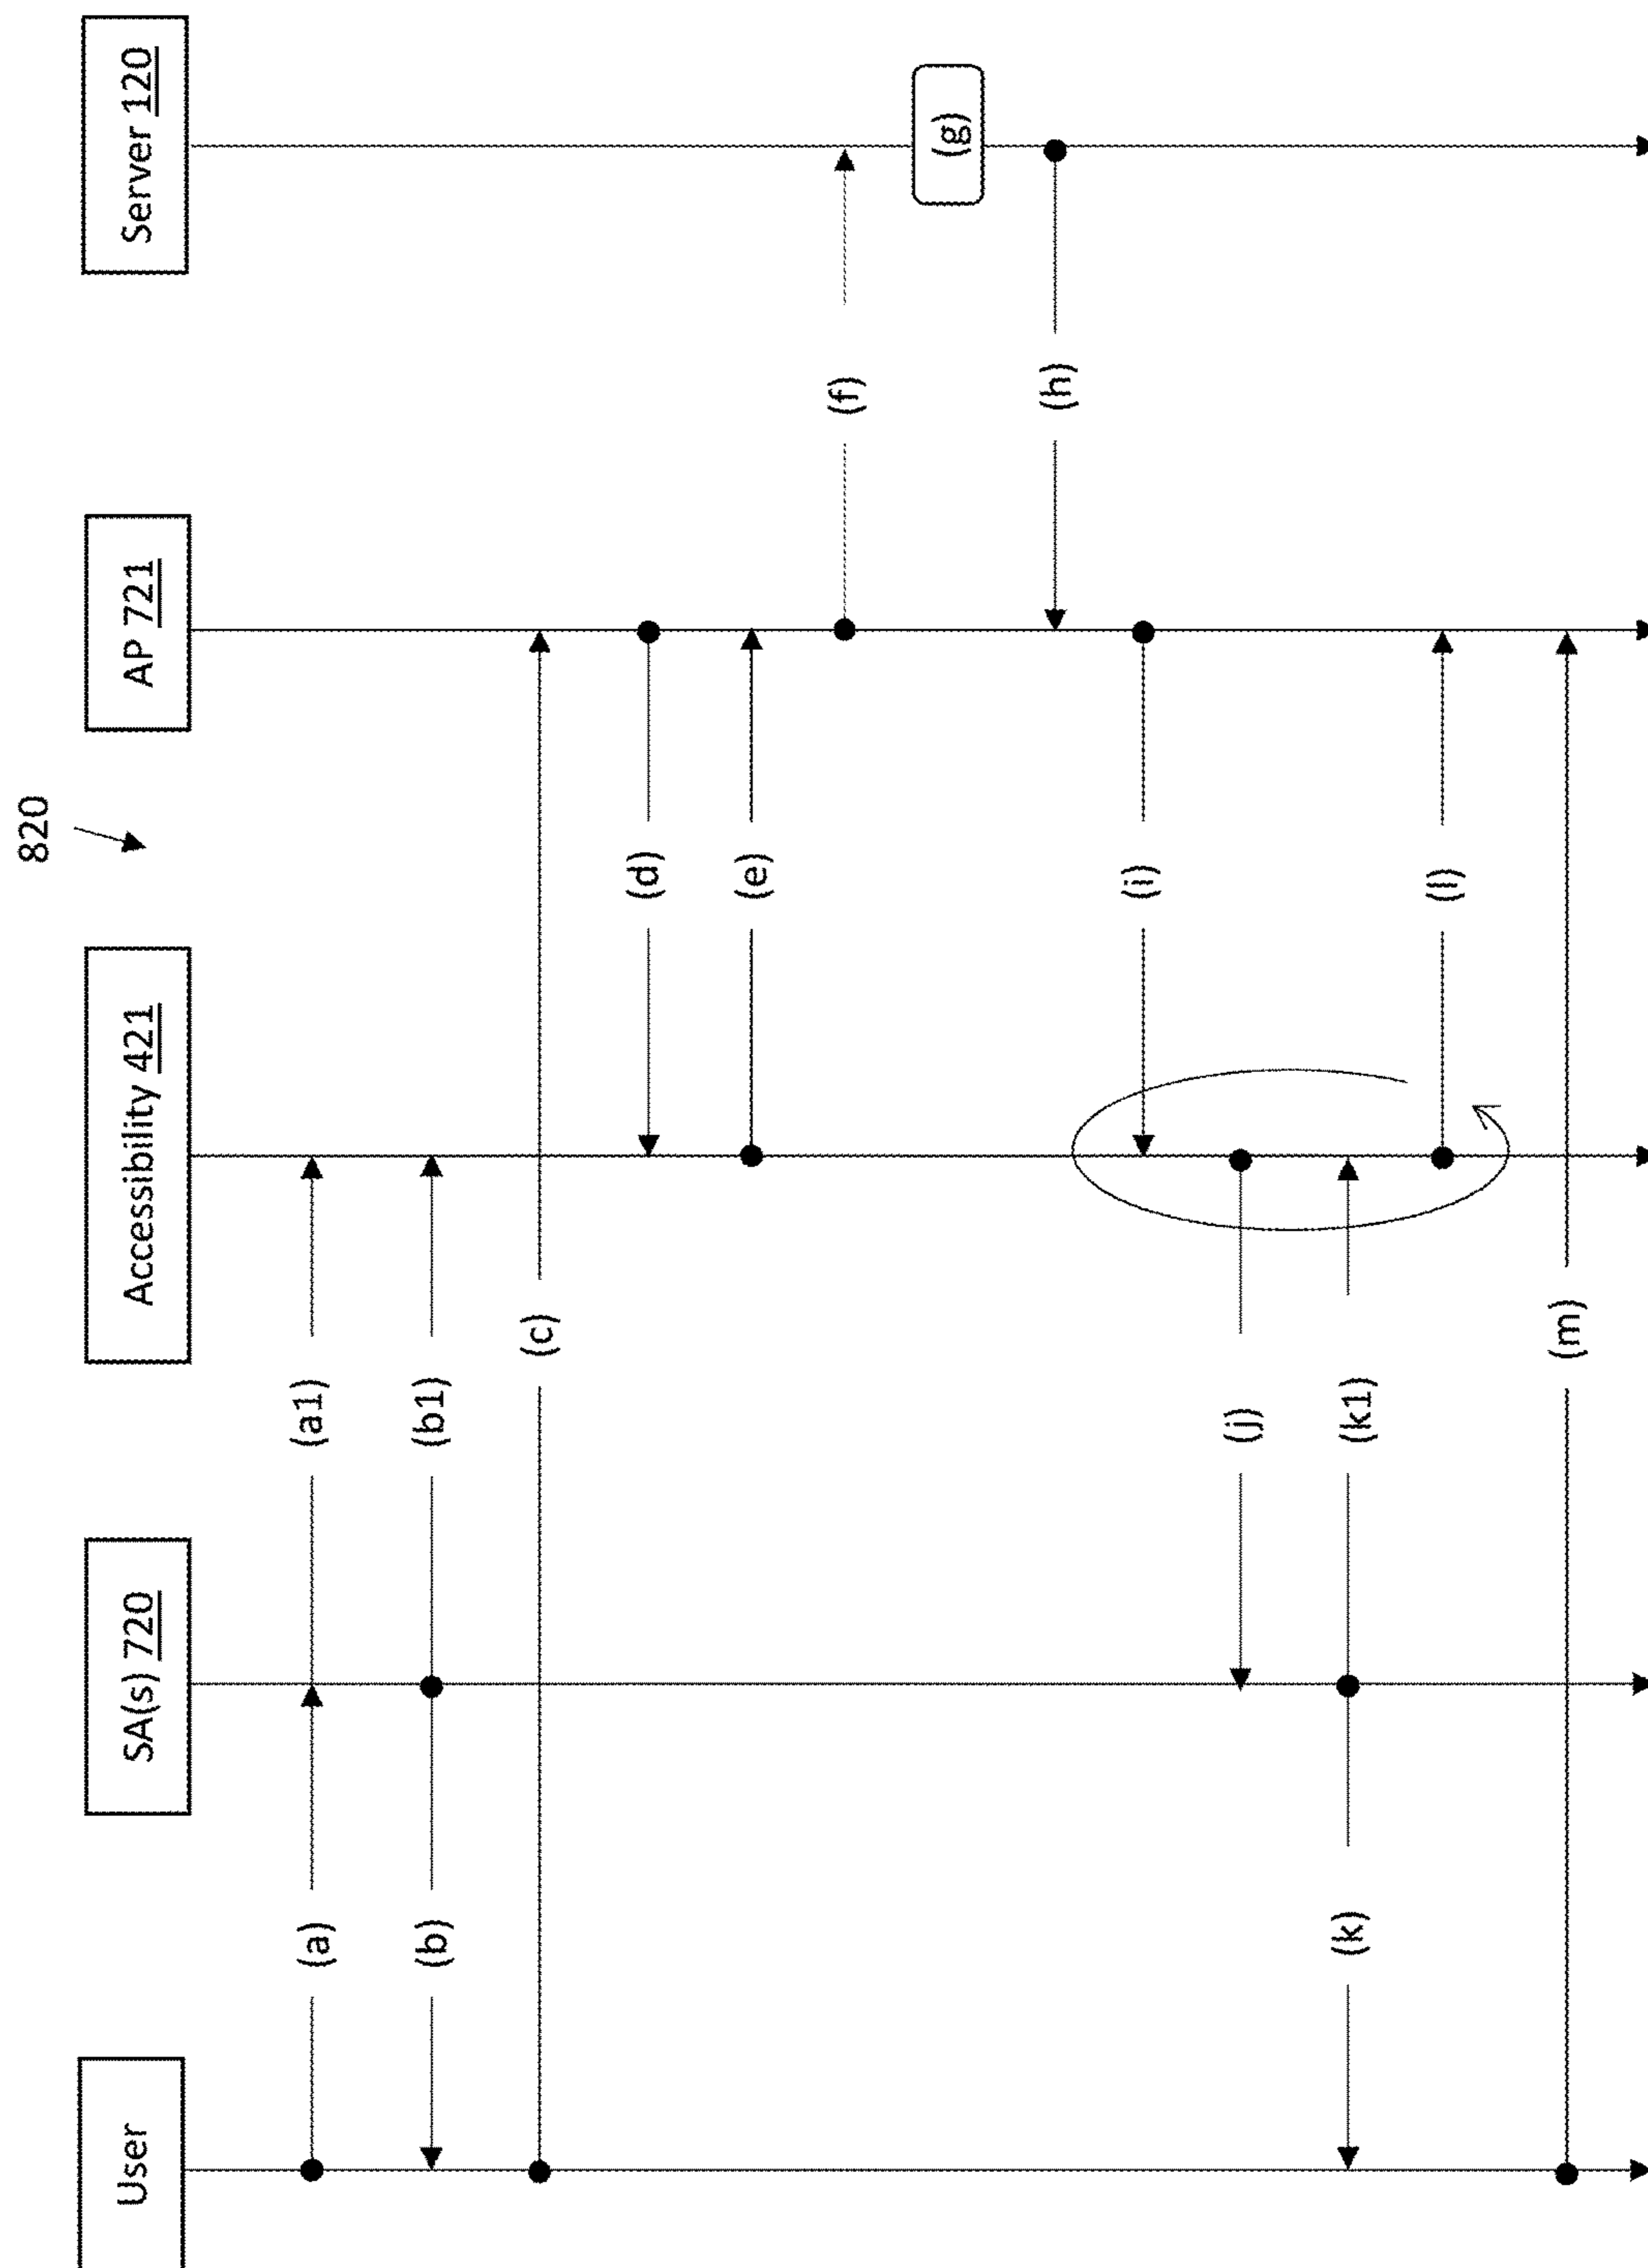 820
User
SA(s) 720
Accessibility 421
AP 721
Server 120
(a)
(a1)
(b)
(b1)
(c)
(d)
(e)
(f)
(g)
(h)
(i)
(j)
(k)
(k1)
(l)
(m)